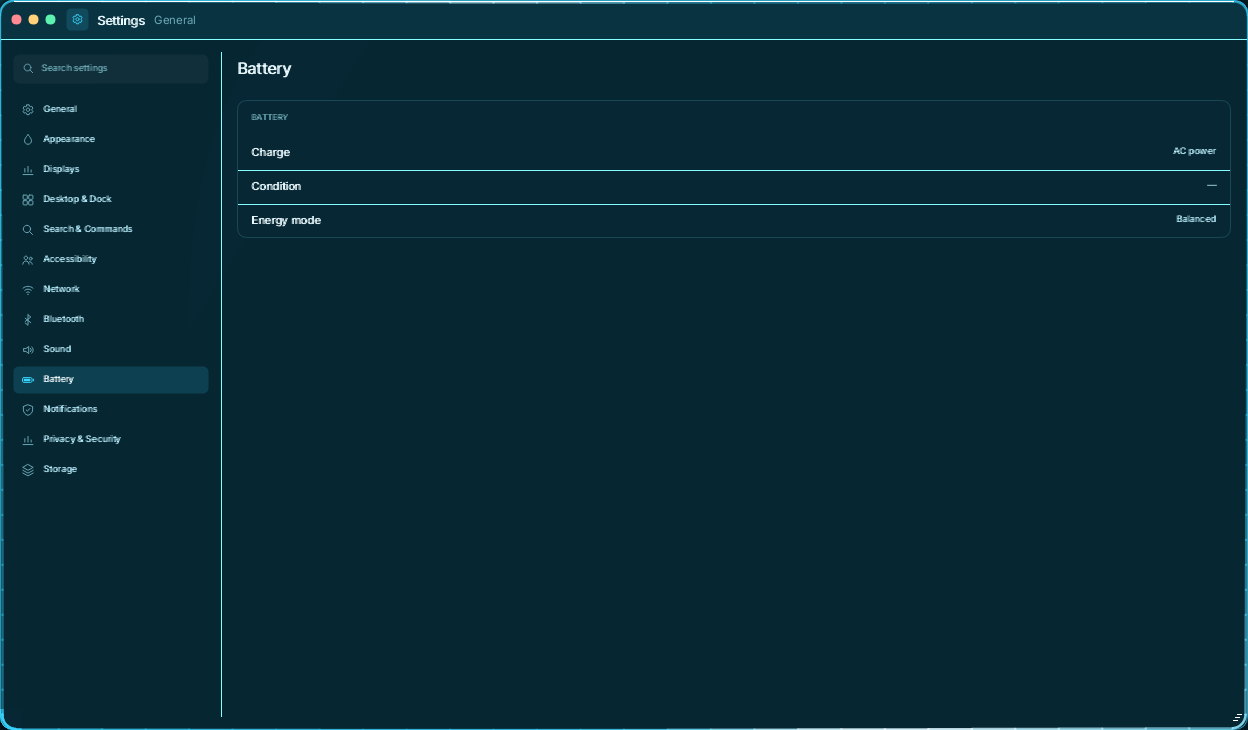 Settings General
Search settings
General
Appearance
Displays
Desktop & Dock
Search & Commands
Accessibility
Network
Bluetooth
Sound
Battery
Notifications
Privacy & Security
Storage
Battery
BATTERY
Charge AC power
Condition —
Energy mode Balanced